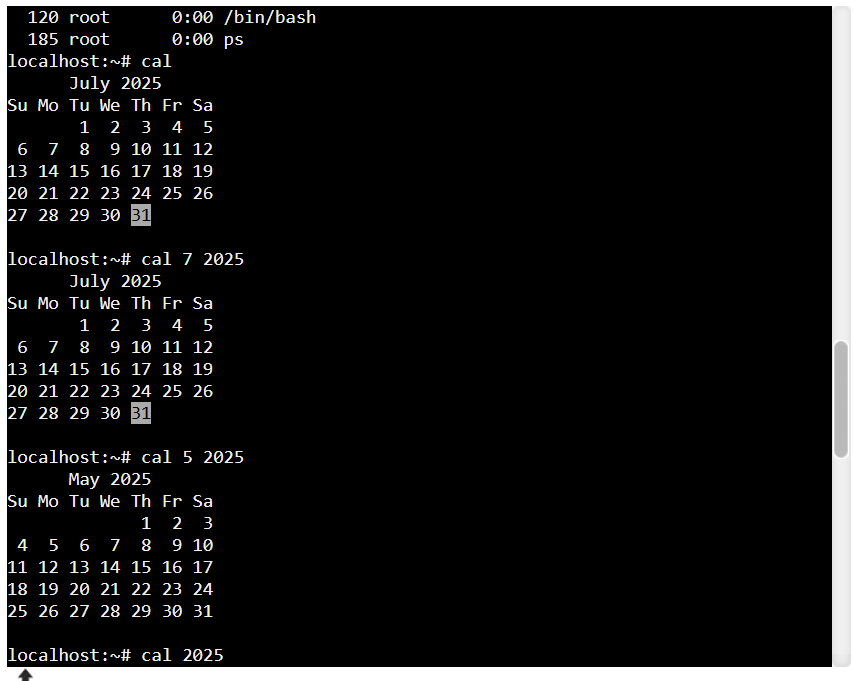 120 root      0:00 /bin/bash
  185 root      0:00 ps
localhost:~# cal
      July 2025
Su Mo Tu We Th Fr Sa
       1  2  3  4  5
 6  7  8  9 10 11 12
13 14 15 16 17 18 19
20 21 22 23 24 25 26
27 28 29 30 31

localhost:~# cal 7 2025
      July 2025
Su Mo Tu We Th Fr Sa
       1  2  3  4  5
 6  7  8  9 10 11 12
13 14 15 16 17 18 19
20 21 22 23 24 25 26
27 28 29 30 31

localhost:~# cal 5 2025
      May 2025
Su Mo Tu We Th Fr Sa
             1  2  3
 4  5  6  7  8  9 10
11 12 13 14 15 16 17
18 19 20 21 22 23 24
25 26 27 28 29 30 31

localhost:~# cal 2025